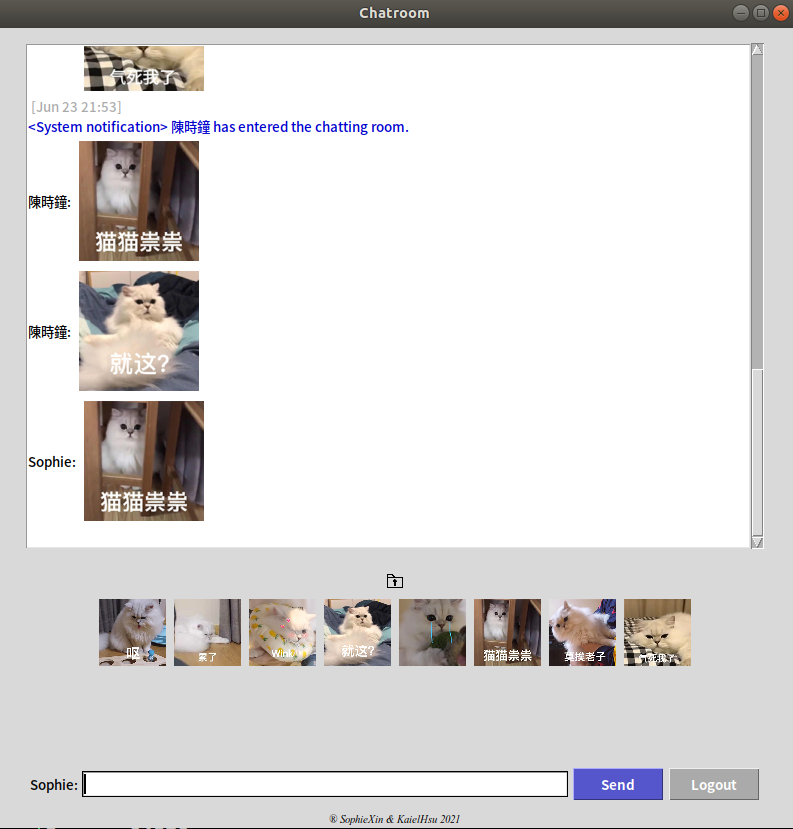 Chatroom
气死我了
[Jun 23 21:53]
<System notification> 陳時鐘 has entered the chatting room.
陳時鐘:
猫猫祟祟
陳時鐘:
就这?
Sophie:
猫猫祟祟
呕
累了
Wink
就这?
猫猫祟祟
莫挨老子
气死我了
Sophie:
Send
Logout
® SophieXin & KaielHsu 2021